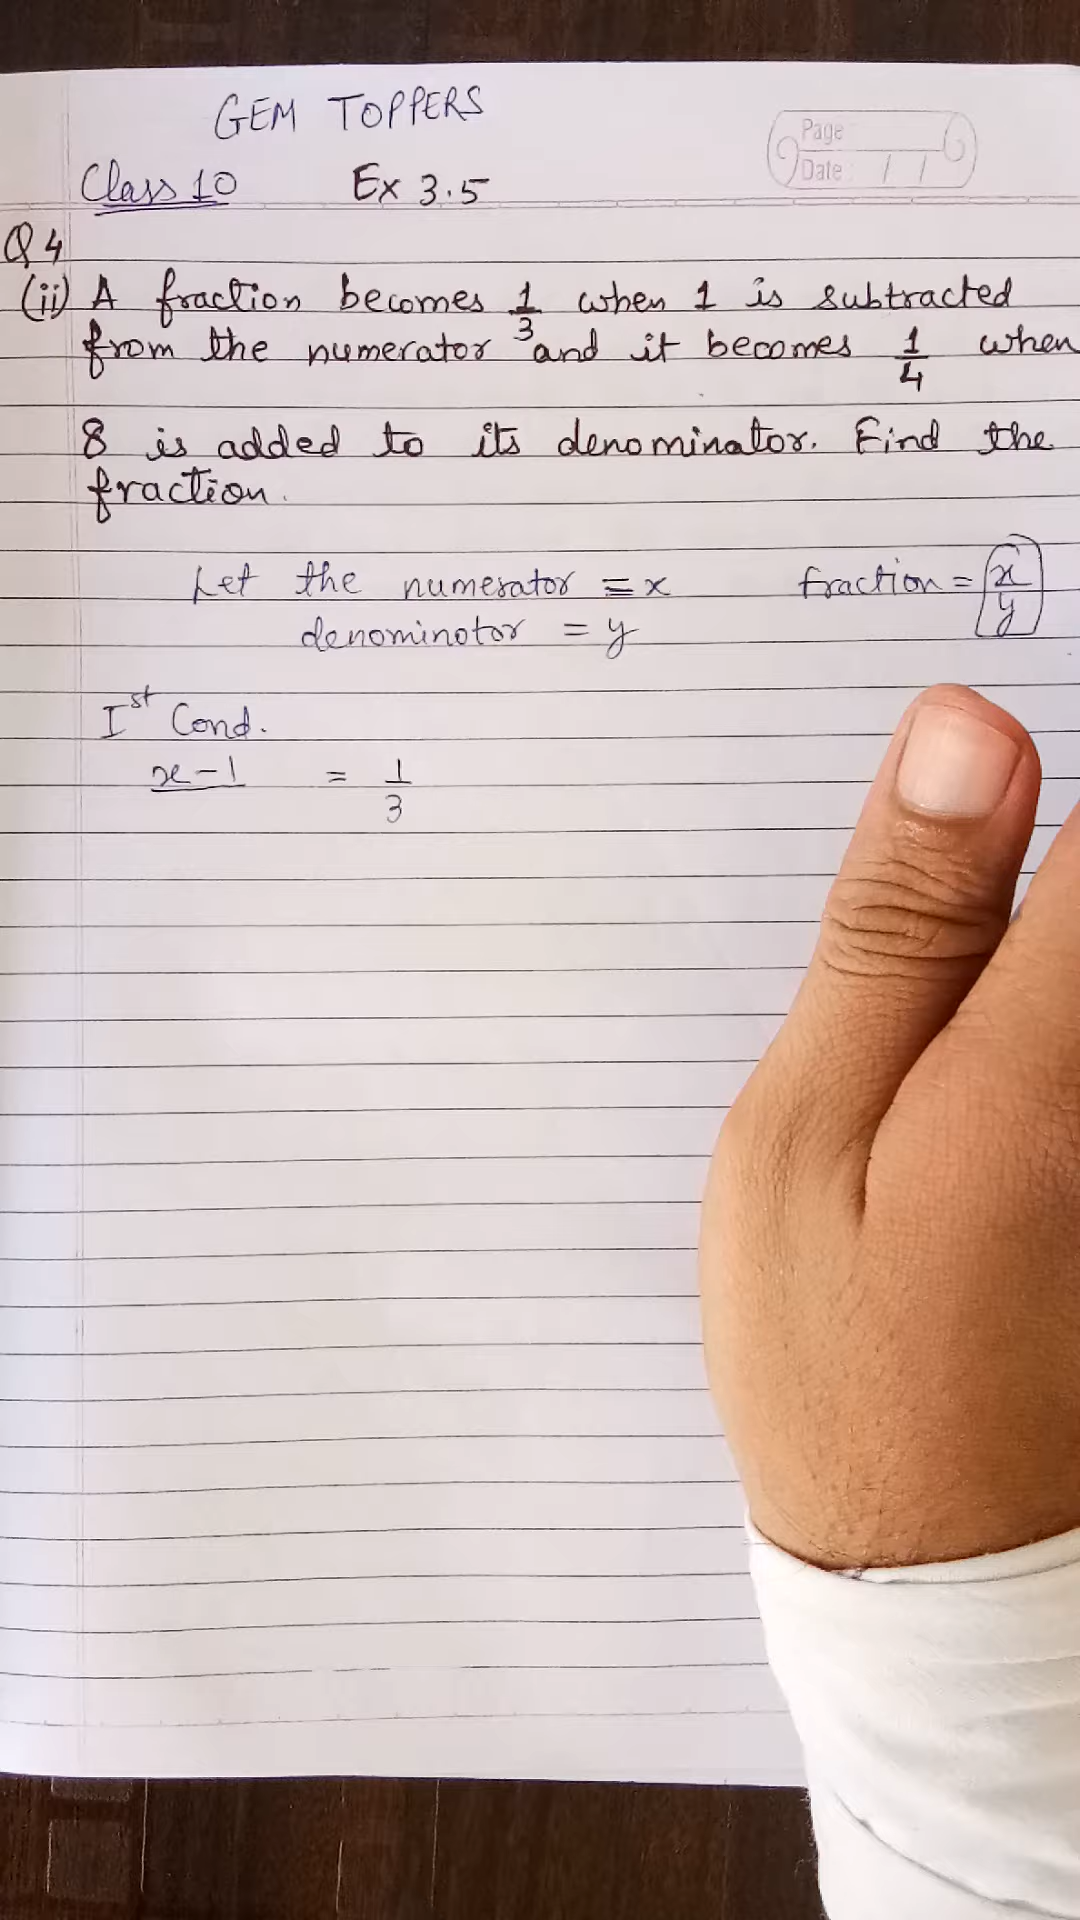 GEM TOPPERS
Page
Date / /
Class 10 Ex 3.5
Q 4
(ii) A fraction becomes 1/3 when 1 is subtracted
from the numerator and it becomes 1/4 when
8 is added to its denominator. Find the
fraction.
Let the numerator = x fraction = x/y
denominotor = y
Ist Cond.
x - 1 = 1/3